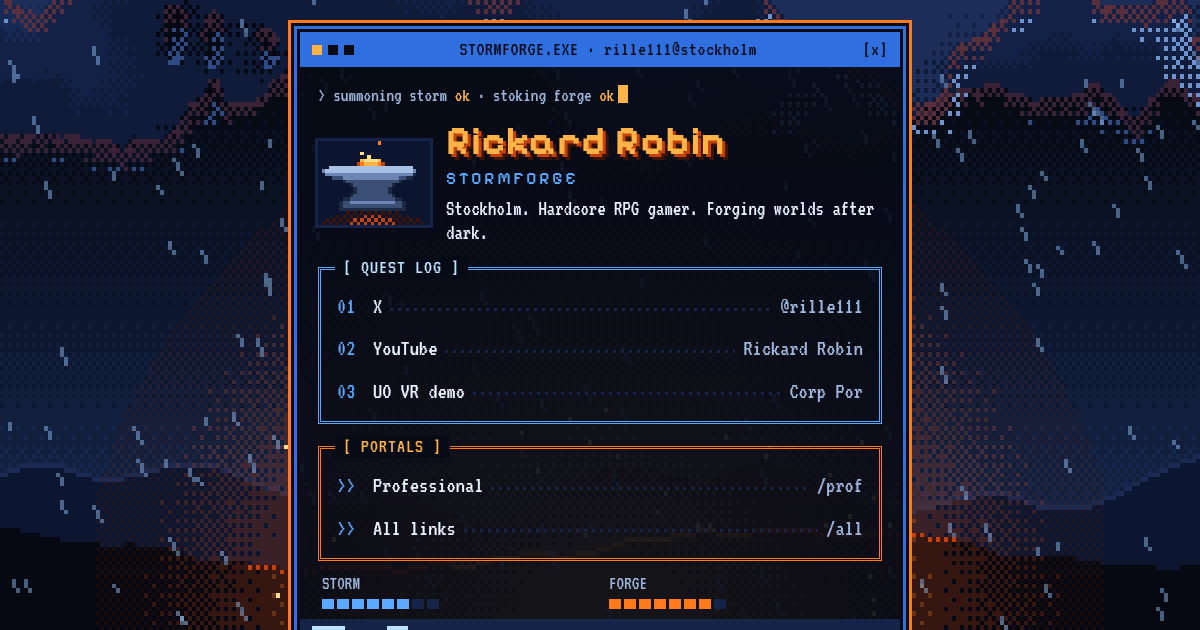 STORMFORGE.EXE · rille111@stockholm [x]
> summoning storm ok · stoking forge ok
Rickard Robin
STORMFORGE
Stockholm. Hardcore RPG gamer. Forging worlds after
dark.
[ QUEST LOG ]
01 X @rille111
02 YouTube Rickard Robin
03 UO VR demo Corp Por
[ PORTALS ]
>> Professional /prof
>> All links /all
STORM FORGE